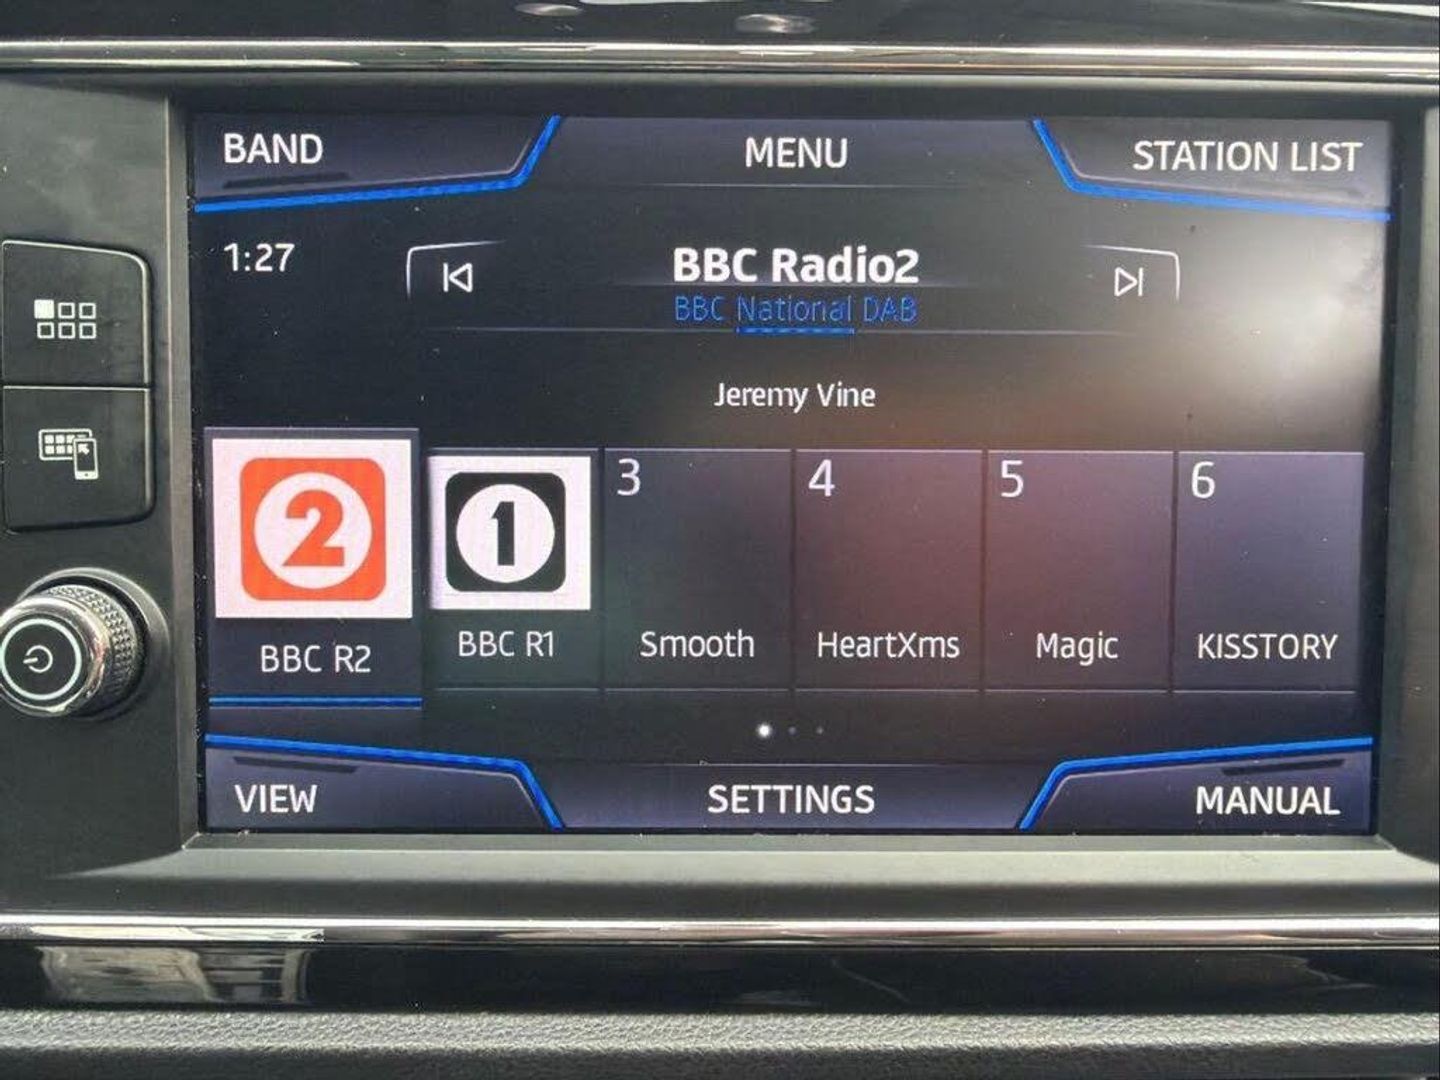 BAND MENU STATION LIST
1:27
BBC Radio2
BBC National DAB
Jeremy Vine
2 1 3 4 5 6
BBC R2 BBC R1 Smooth HeartXms Magic KISSTORY
VIEW SETTINGS MANUAL